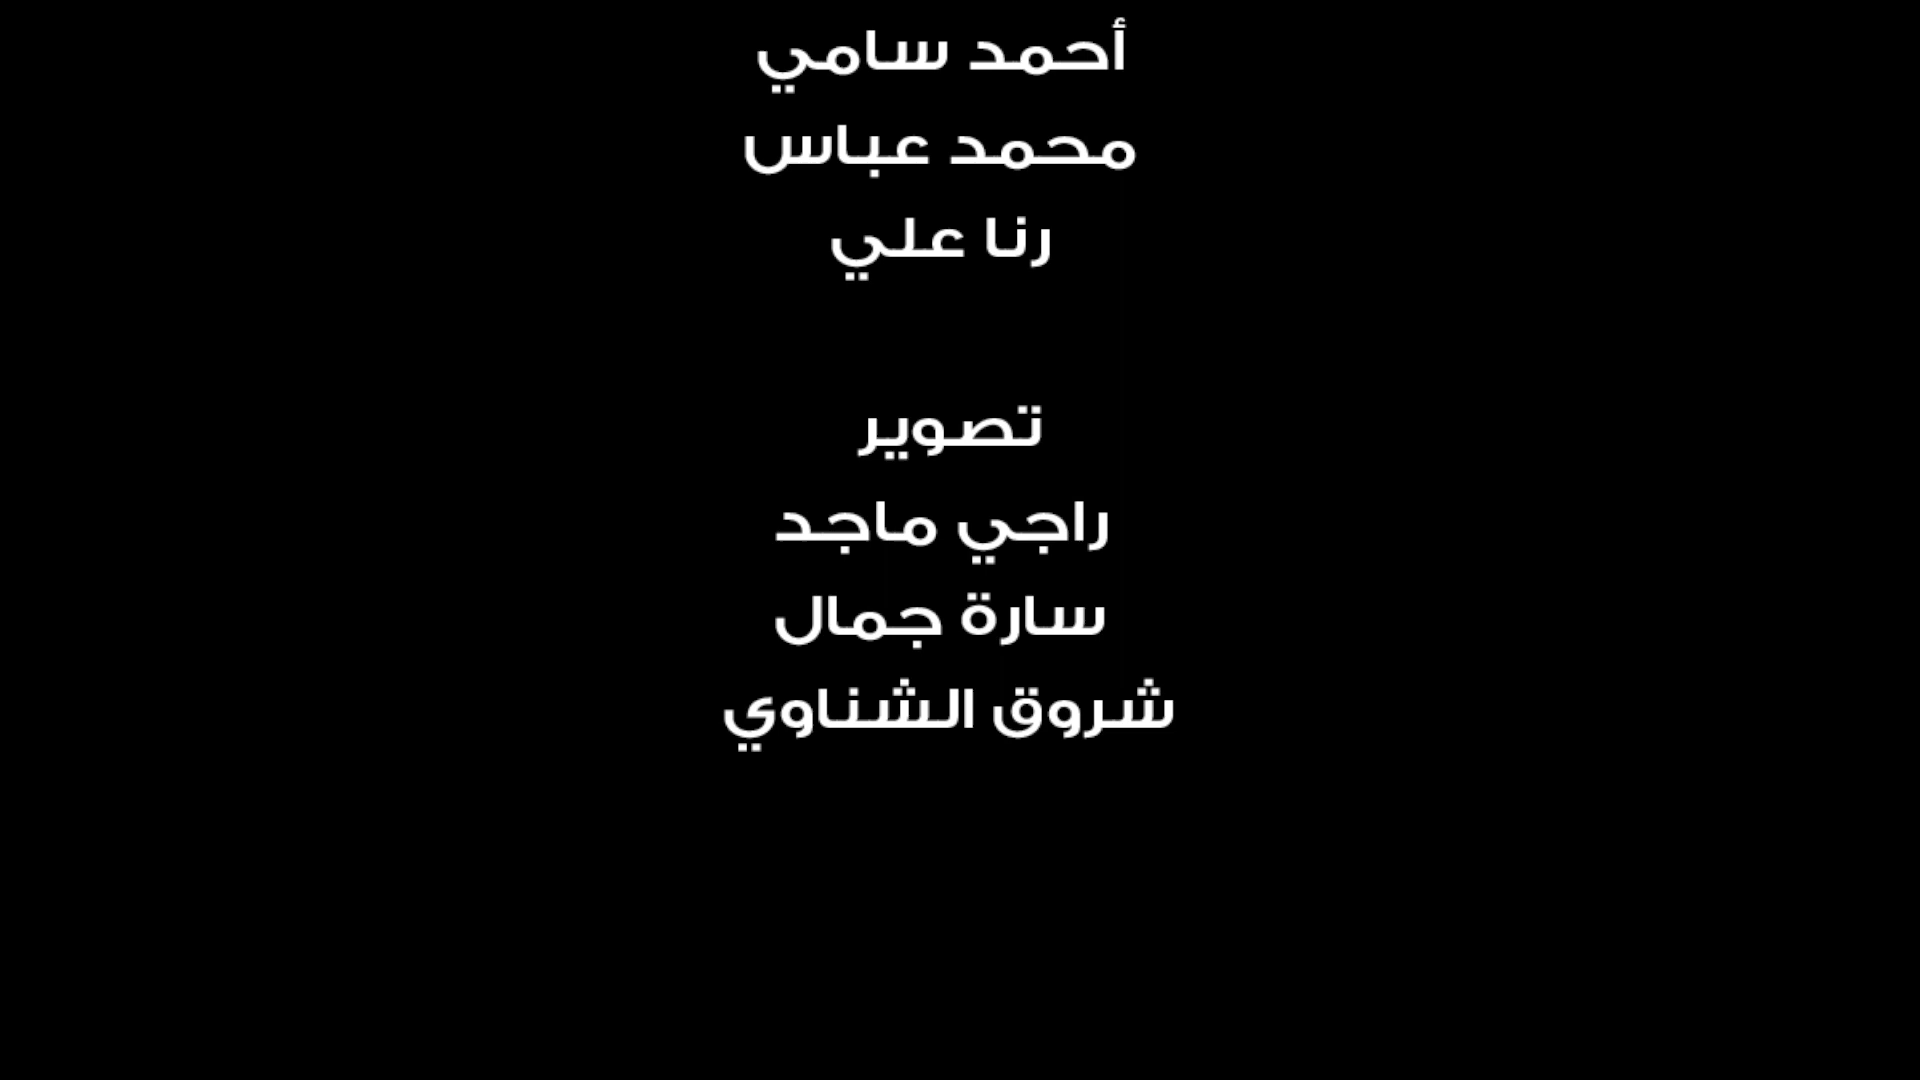 أحمد سامي
محمد عباس
رنا علي
تصوير
راجي ماجد
سارة جمال
شروق الشناوي